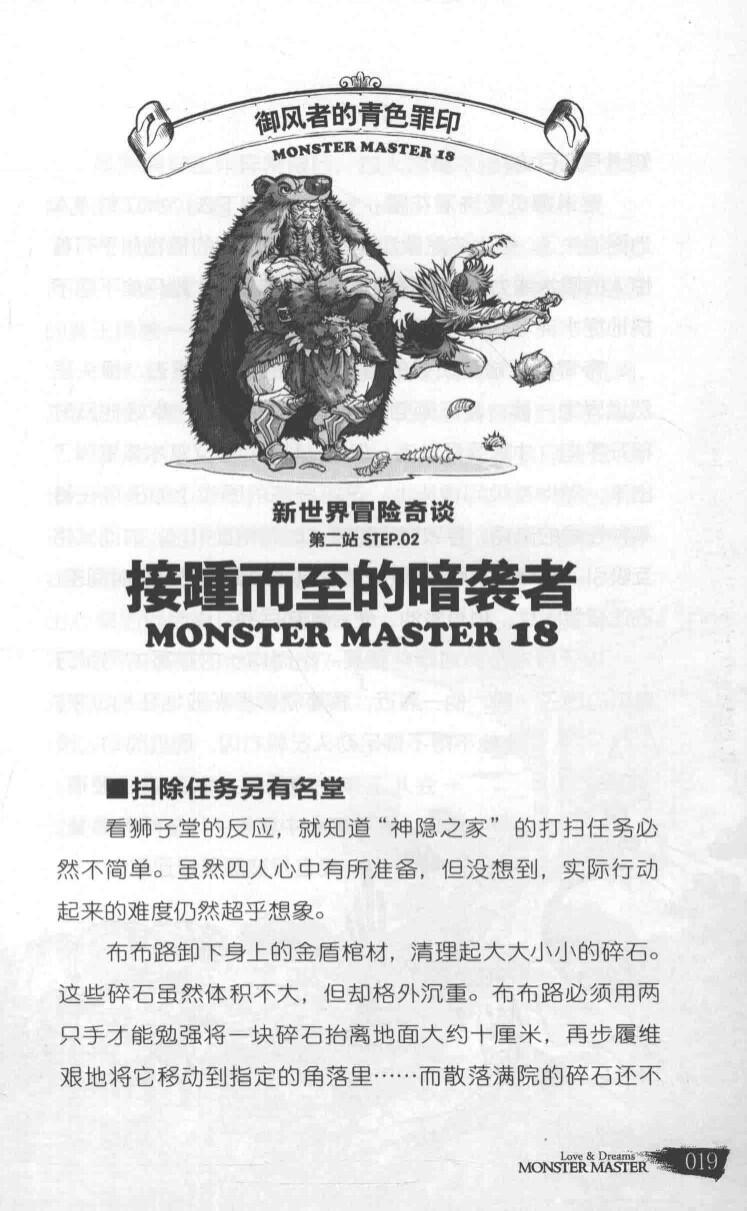 御风者的青色罪印
MONSTER MASTER 18
新世界冒险奇谈
第二站 STEP.02
接踵而至的暗袭者
MONSTER MASTER 18
■扫除任务另有名堂
看狮子堂的反应，就知道“神隐之家”的打扫任务必
然不简单。虽然四人心中有所准备，但没想到，实际行动
起来的难度仍然超乎想象。
布布路卸下身上的金盾棺材，清理起大大小小的碎石。
这些碎石虽然体积不大，但却格外沉重。布布路必须用两
只手才能勉强将一块碎石抬离地面大约十厘米，再步履维
艰地将它移动到指定的角落里……而散落满院的碎石还不
Love & Dreams
MONSTER MASTER
019